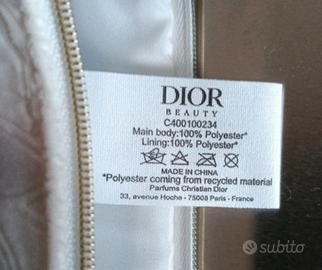 DIOR
BEAUTY
C400100234
Main body:100% Polyester*
Lining:100% Polyester*
MADE IN CHINA
*Polyester coming from recycled material
Parfums Christian Dior
33, avenue Hoche - 75008 Paris - France
subito